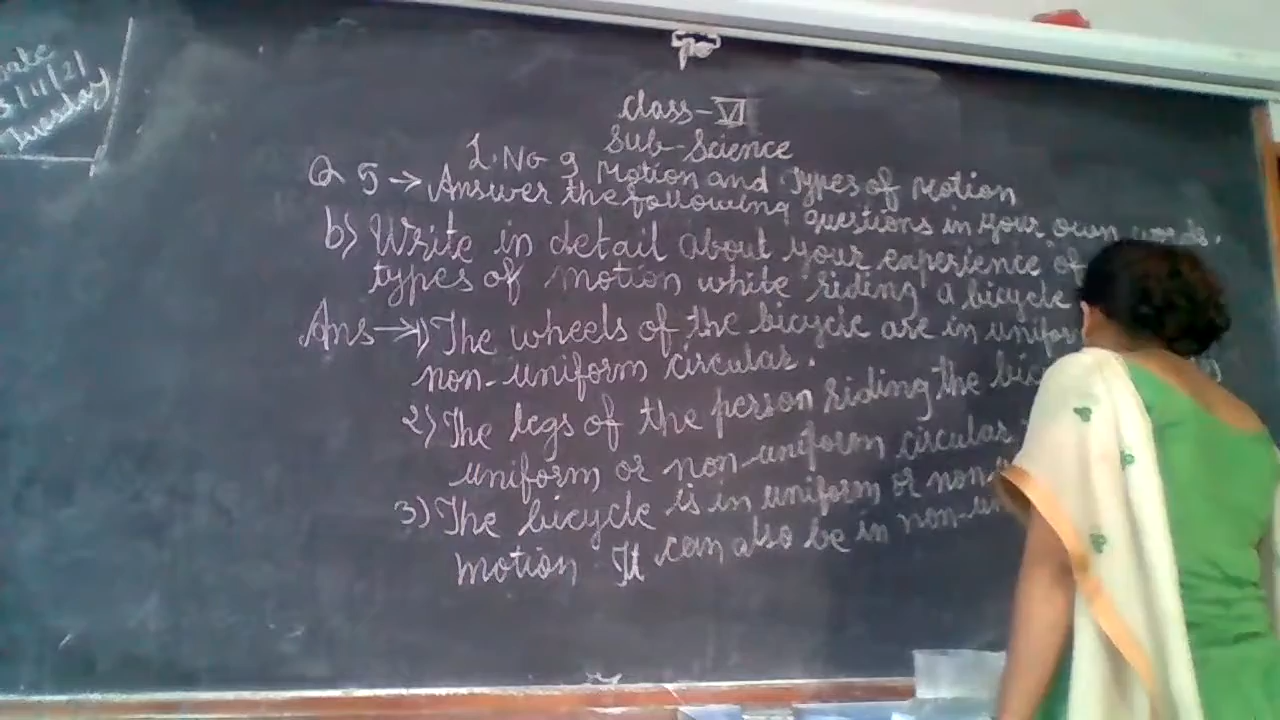 Date
/11/21
Tuesday
Class-VI
Sub-Science
L.No 9 Motion and Types of Motion
Q 5 → Answer the following questions in your own words.
b) Write in detail about your experience of
types of motion while riding a bicycle
Ans → 1) The wheels of the bicycle are in uniform
non-uniform circular.
2) The legs of the person riding the
uniform or non-uniform circular
3) The bicycle is in uniform or non-
motion. It can also be in non-